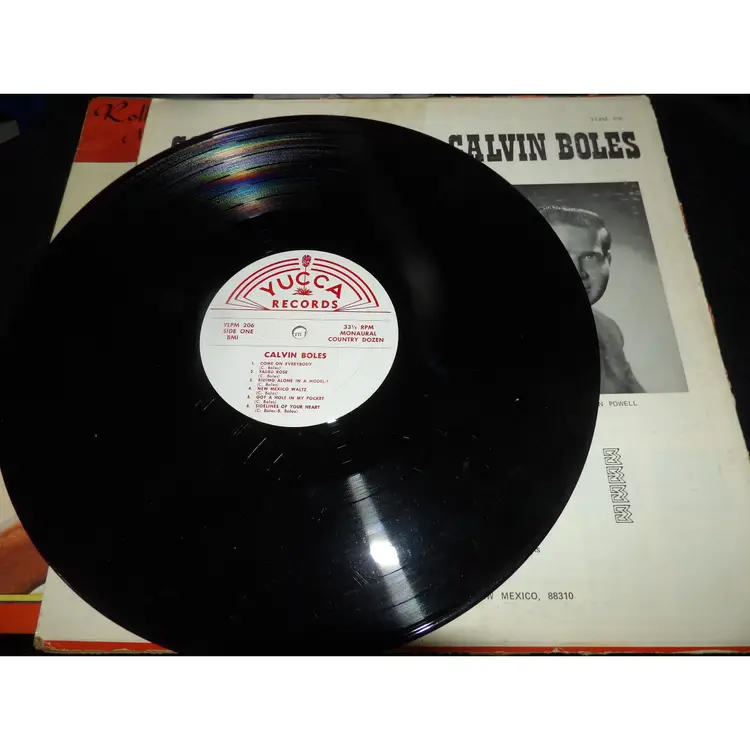 CALVIN BOLES
YUCCA
RECORDS
YLPM 206
SIDE ONE
BMI
33⅓ RPM
MONAURAL
COUNTRY DOZEN
CALVIN BOLES
1. COME ON EVERYBODY
(C. Boles)
2. FADED ROSE
(C. Boles)
3. RIDING ALONE IN A MODEL-T
(C. Boles)
4. NEW MEXICO WALTZ
(C. Boles)
5. GOT A HOLE IN MY POCKET
(C. Boles)
6. SIDELINES OF YOUR HEART
(C. Boles-B. Boles)
POWELL
MEXICO, 88310